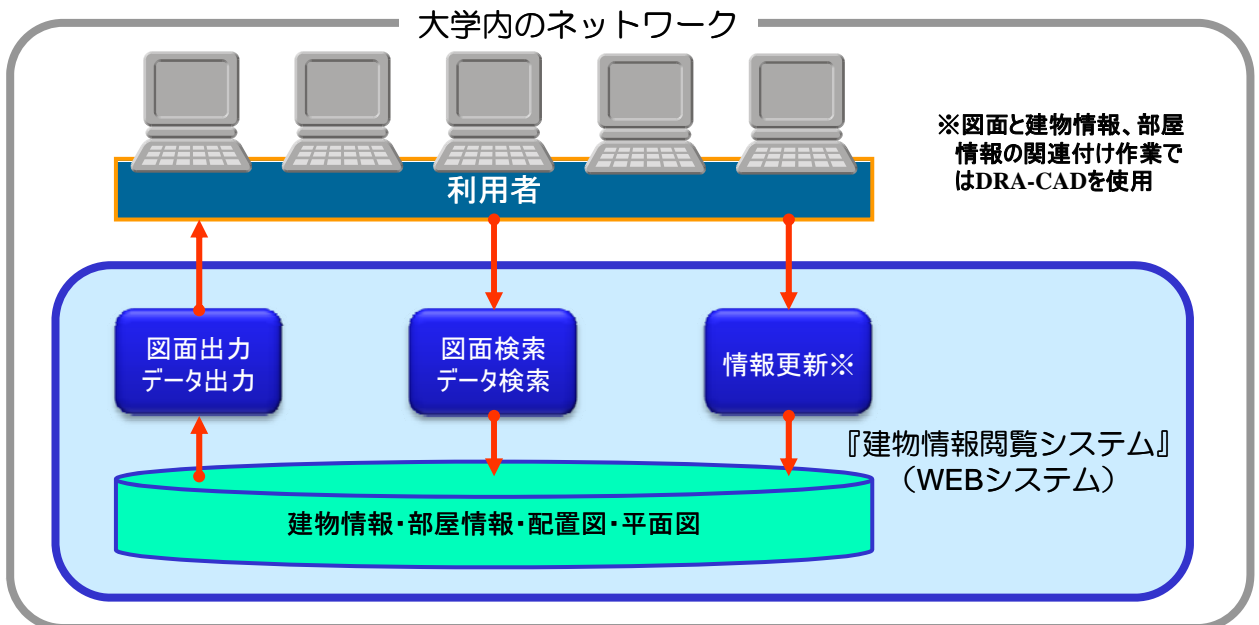 大学内のネットワーク
※図面と建物情報、部屋
情報の関連付け作業で
はDRA-CADを使用
利用者
図面出力
データ出力
図面検索
データ検索
情報更新※
『建物情報閲覧システム』
（WEBシステム）
建物情報・部屋情報・配置図・平面図